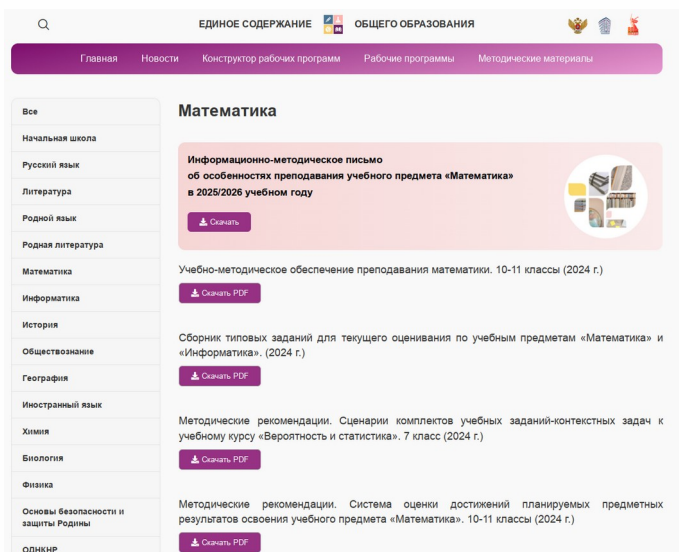 ЕДИНОЕ СОДЕРЖАНИЕ ОБЩЕГО ОБРАЗОВАНИЯ
Главная Новости Конструктор рабочих программ Рабочие программы Методические материалы
Все
Начальная школа
Русский язык
Литература
Родной язык
Родная литература
Математика
Информатика
История
Обществознание
География
Иностранный язык
Химия
Биология
Физика
Основы безопасности и
защиты Родины
ОДНКНР
Математика
Информационно-методическое письмо
об особенностях преподавания учебного предмета «Математика»
в 2025/2026 учебном году
Скачать
Учебно-методическое обеспечение преподавания математики. 10-11 классы (2024 г.)
Скачать PDF
Сборник типовых заданий для текущего оценивания по учебным предметам «Математика» и
«Информатика». (2024 г.)
Скачать PDF
Методические рекомендации. Сценарии комплектов учебных заданий-контекстных задач к
учебному курсу «Вероятность и статистика». 7 класс (2024 г.)
Скачать PDF
Методические рекомендации. Система оценки достижений планируемых предметных
результатов освоения учебного предмета «Математика». 10-11 классы (2024 г.)
Скачать PDF